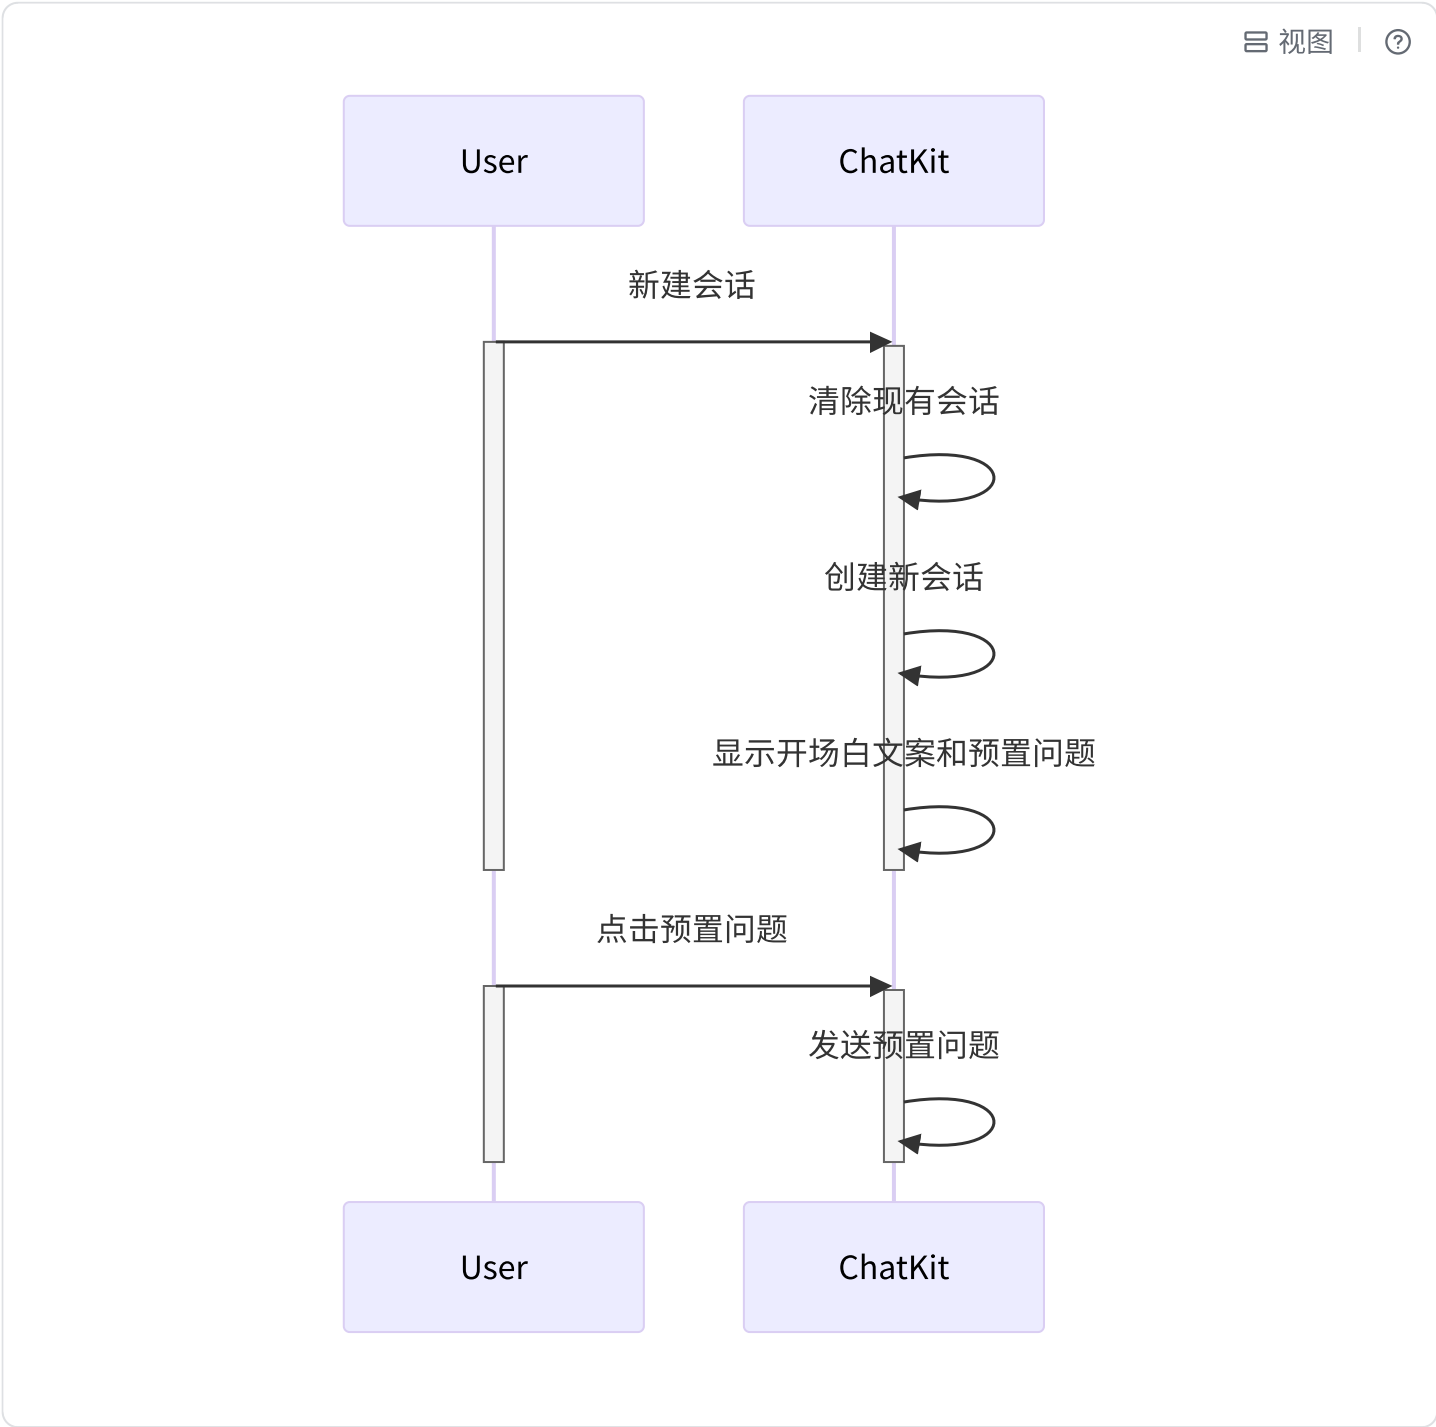 视图
User ChatKit
新建会话
清除现有会话
创建新会话
显示开场白文案和预置问题
点击预置问题
发送预置问题
User ChatKit